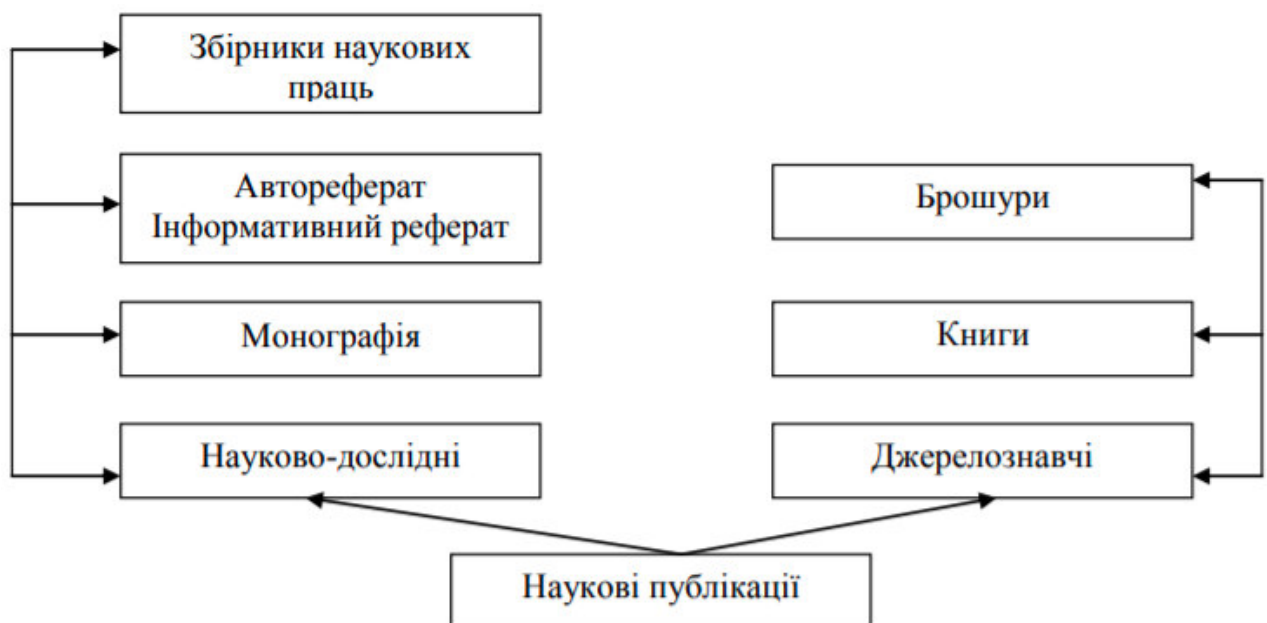 Збірники наукових
праць
Автореферат
Інформативний реферат
Брошури
Монографія
Книги
Науково-дослідні
Джерелознавчі
Наукові публікації